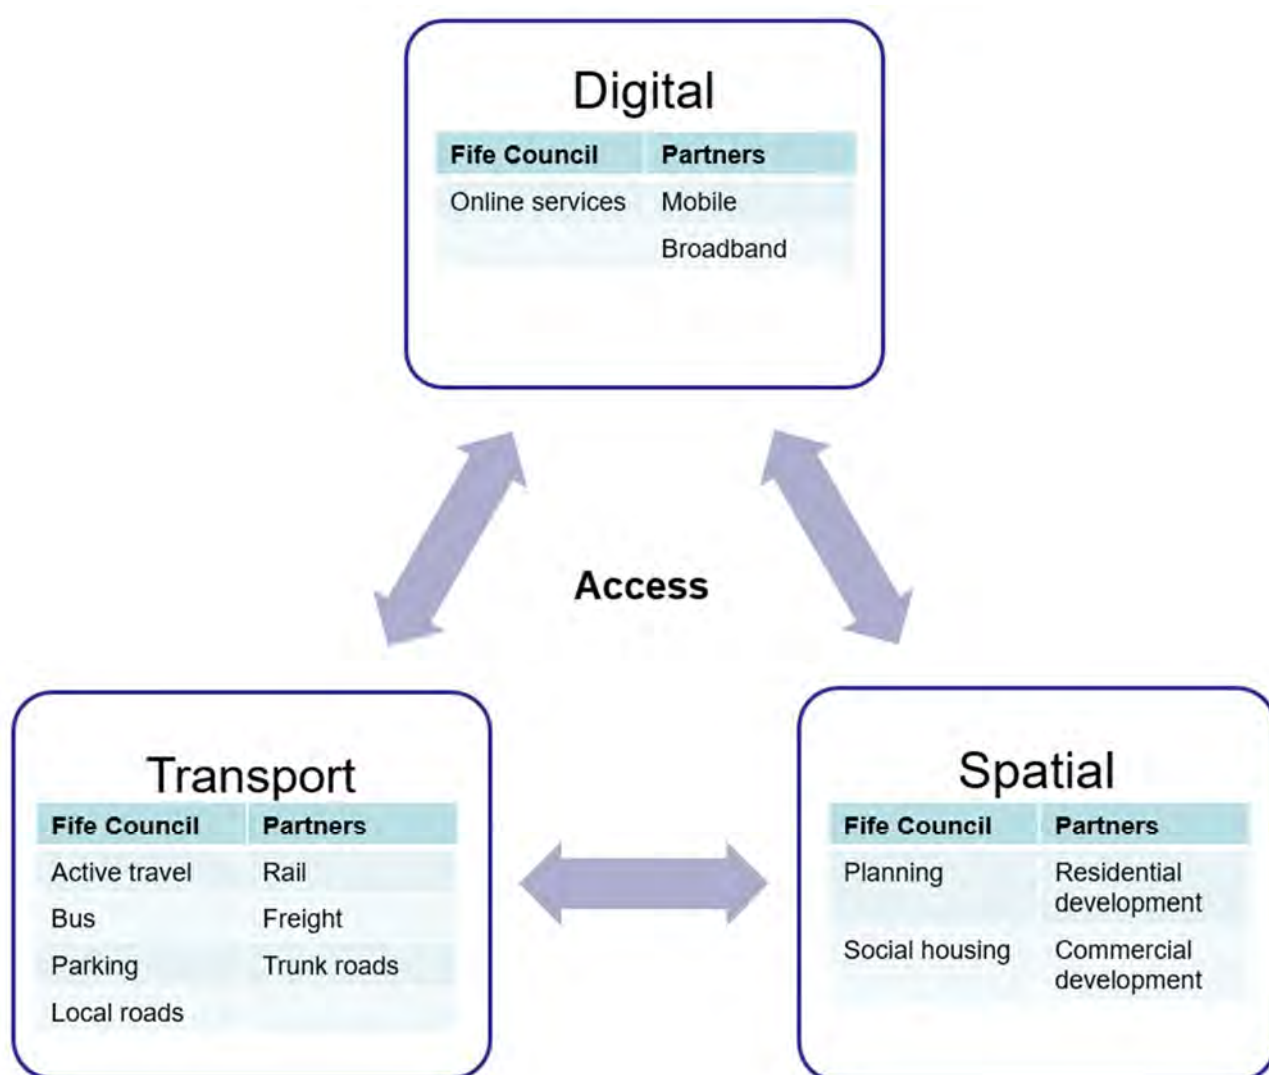 Digital
Fife Council Partners
Online services Mobile
Broadband
Access
Transport
Fife Council Partners
Active travel Rail
Bus Freight
Parking Trunk roads
Local roads
Spatial
Fife Council Partners
Planning Residential
development
Social housing Commercial
development